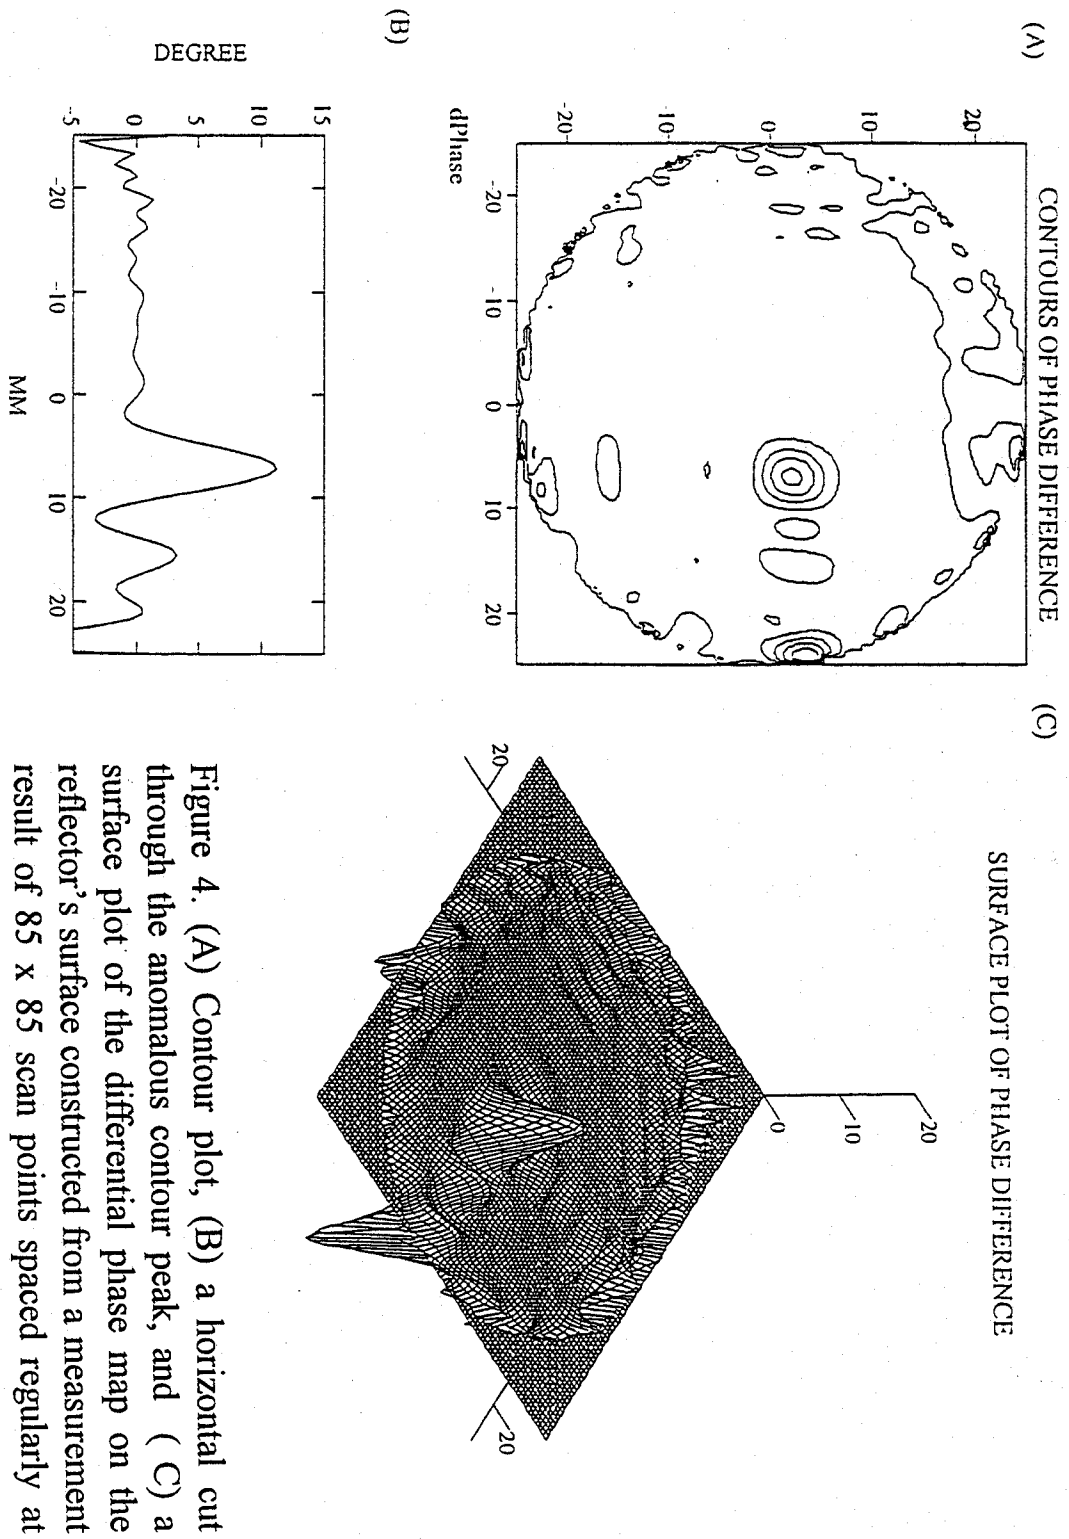 (A)
CONTOURS OF PHASE DIFFERENCE
20
10
0
-10
-20
-20
-10
0
10
20
dPhase
(B)
15
10
5
0
-5
DEGREE
-20
-10
0
10
20
MM
(C)
SURFACE PLOT OF PHASE DIFFERENCE
20
10
0
20
20
Figure 4. (A) Contour plot, (B) a horizontal cut
through the anomalous contour peak, and ( C) a
surface plot of the differential phase map on the
reflector's surface constructed from a measurement
result of 85 x 85 scan points spaced regularly at